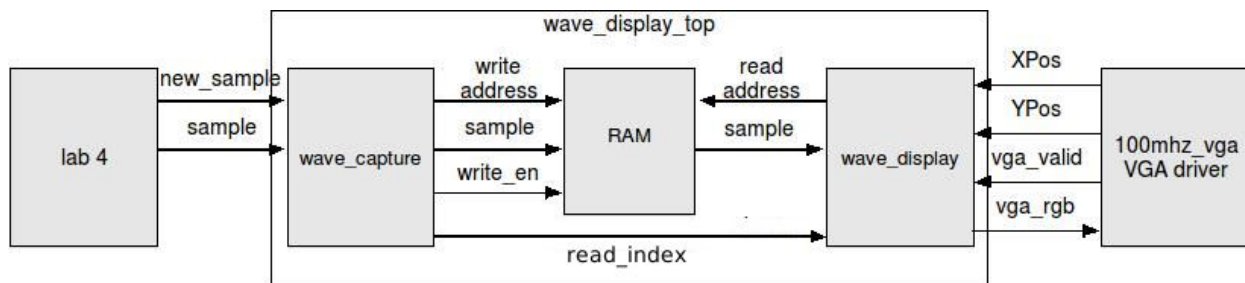 wave_display_top
lab 4
new_sample
sample
wave_capture
write
address
sample
write_en
RAM
read
address
sample
read_index
wave_display
XPos
YPos
vga_valid
vga_rgb
100mhz_vga
VGA driver